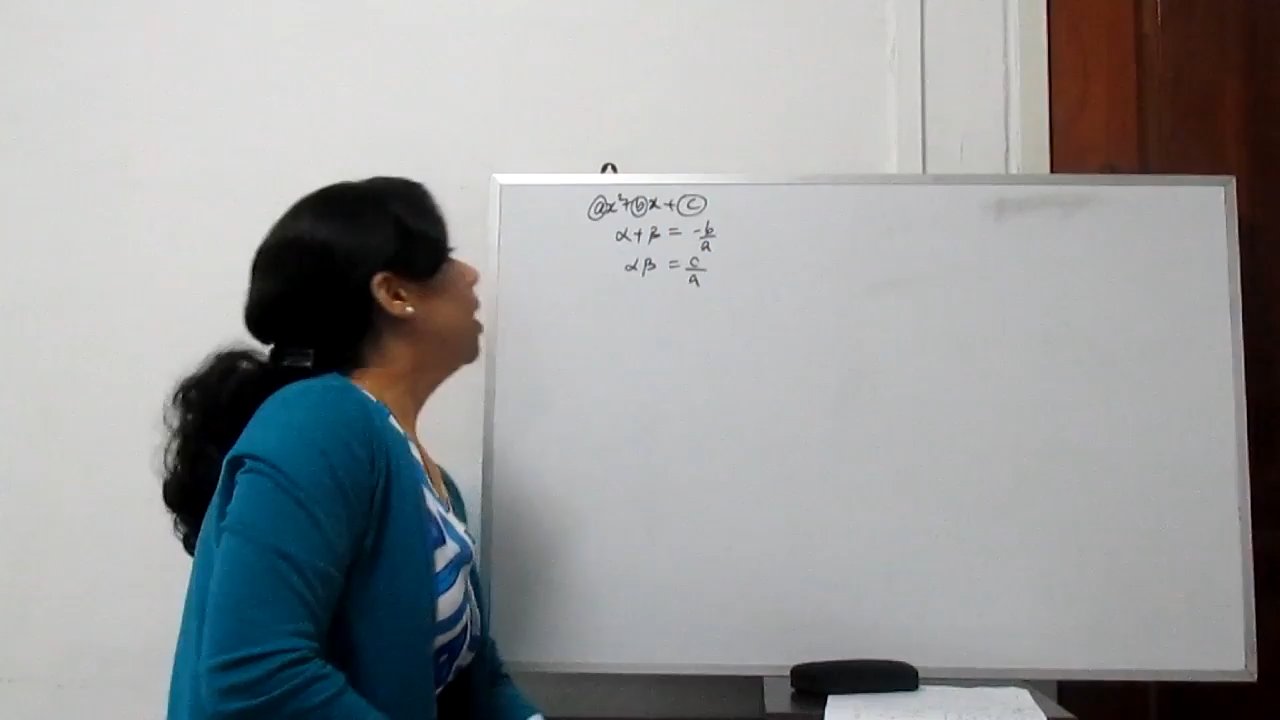 ax²+bx+c
α+β = -b/a
αβ = c/a